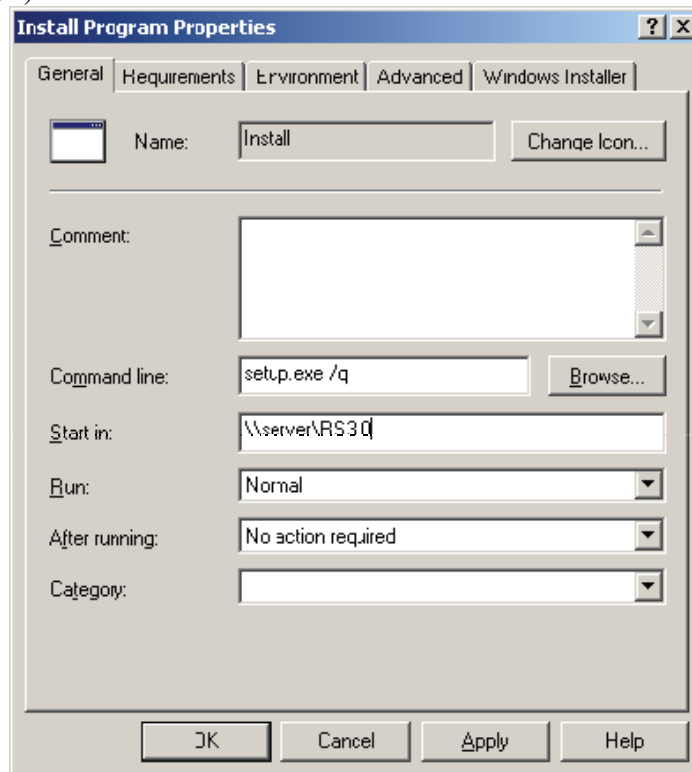 Install Program Properties
General Requirements Environment Advanced Windows Installer
Name: Install Change Icon...
Comment:
Command line: setup.exe /q Browse...
Start in: \\server\RS30
Run: Normal
After running: No action required
Category:
OK Cancel Apply Help